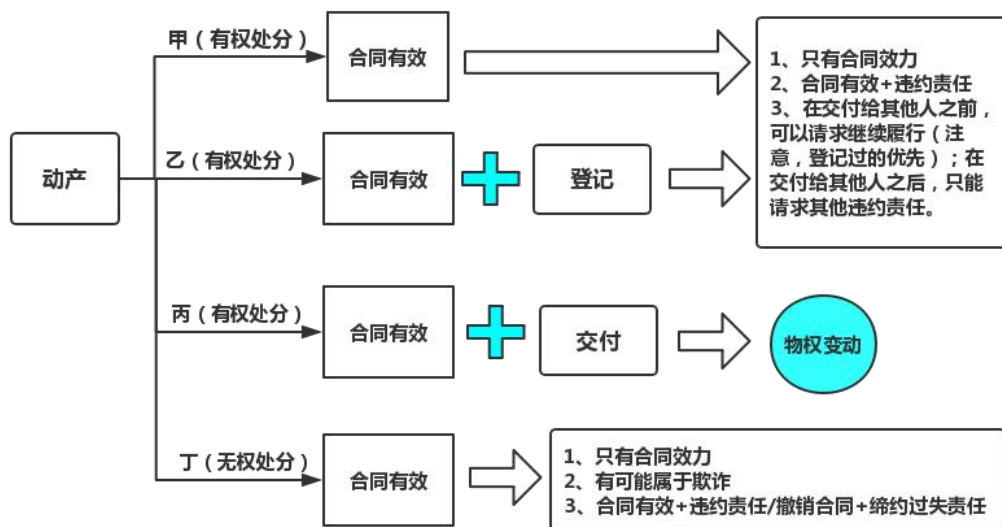 甲（有权处分）
合同有效
1、只有合同效力
2、合同有效+违约责任
3、在交付给其他人之前，
可以请求继续履行（注
意，登记过的优先）；在
交付给其他人之后，只能
请求其他违约责任。
动产
乙（有权处分）
合同有效
登记
丙（有权处分）
合同有效
交付
物权变动
丁（无权处分）
合同有效
1、只有合同效力
2、有可能属于欺诈
3、合同有效+违约责任/撤销合同+缔约过失责任